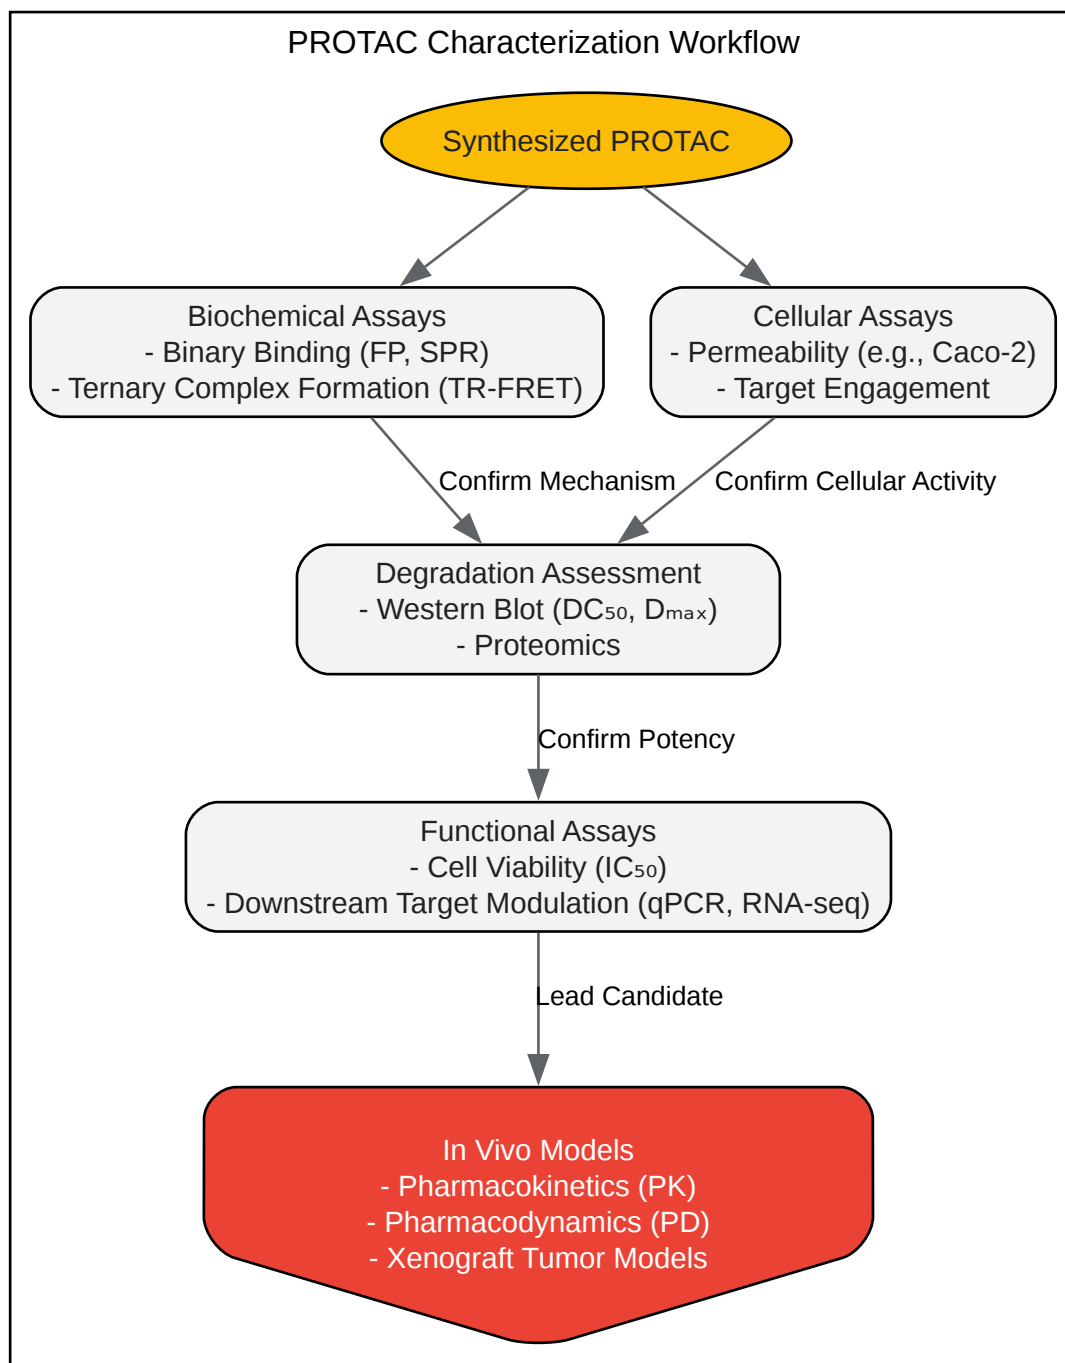 PROTAC Characterization Workflow
Synthesized PROTAC
Biochemical Assays
- Binary Binding (FP, SPR)
- Ternary Complex Formation (TR-FRET)
Cellular Assays
- Permeability (e.g., Caco-2)
- Target Engagement
Confirm Mechanism
Confirm Cellular Activity
Degradation Assessment
- Western Blot (DC₅₀, Dₘₐₓ)
- Proteomics
Confirm Potency
Functional Assays
- Cell Viability (IC₅₀)
- Downstream Target Modulation (qPCR, RNA-seq)
Lead Candidate
In Vivo Models
- Pharmacokinetics (PK)
- Pharmacodynamics (PD)
- Xenograft Tumor Models